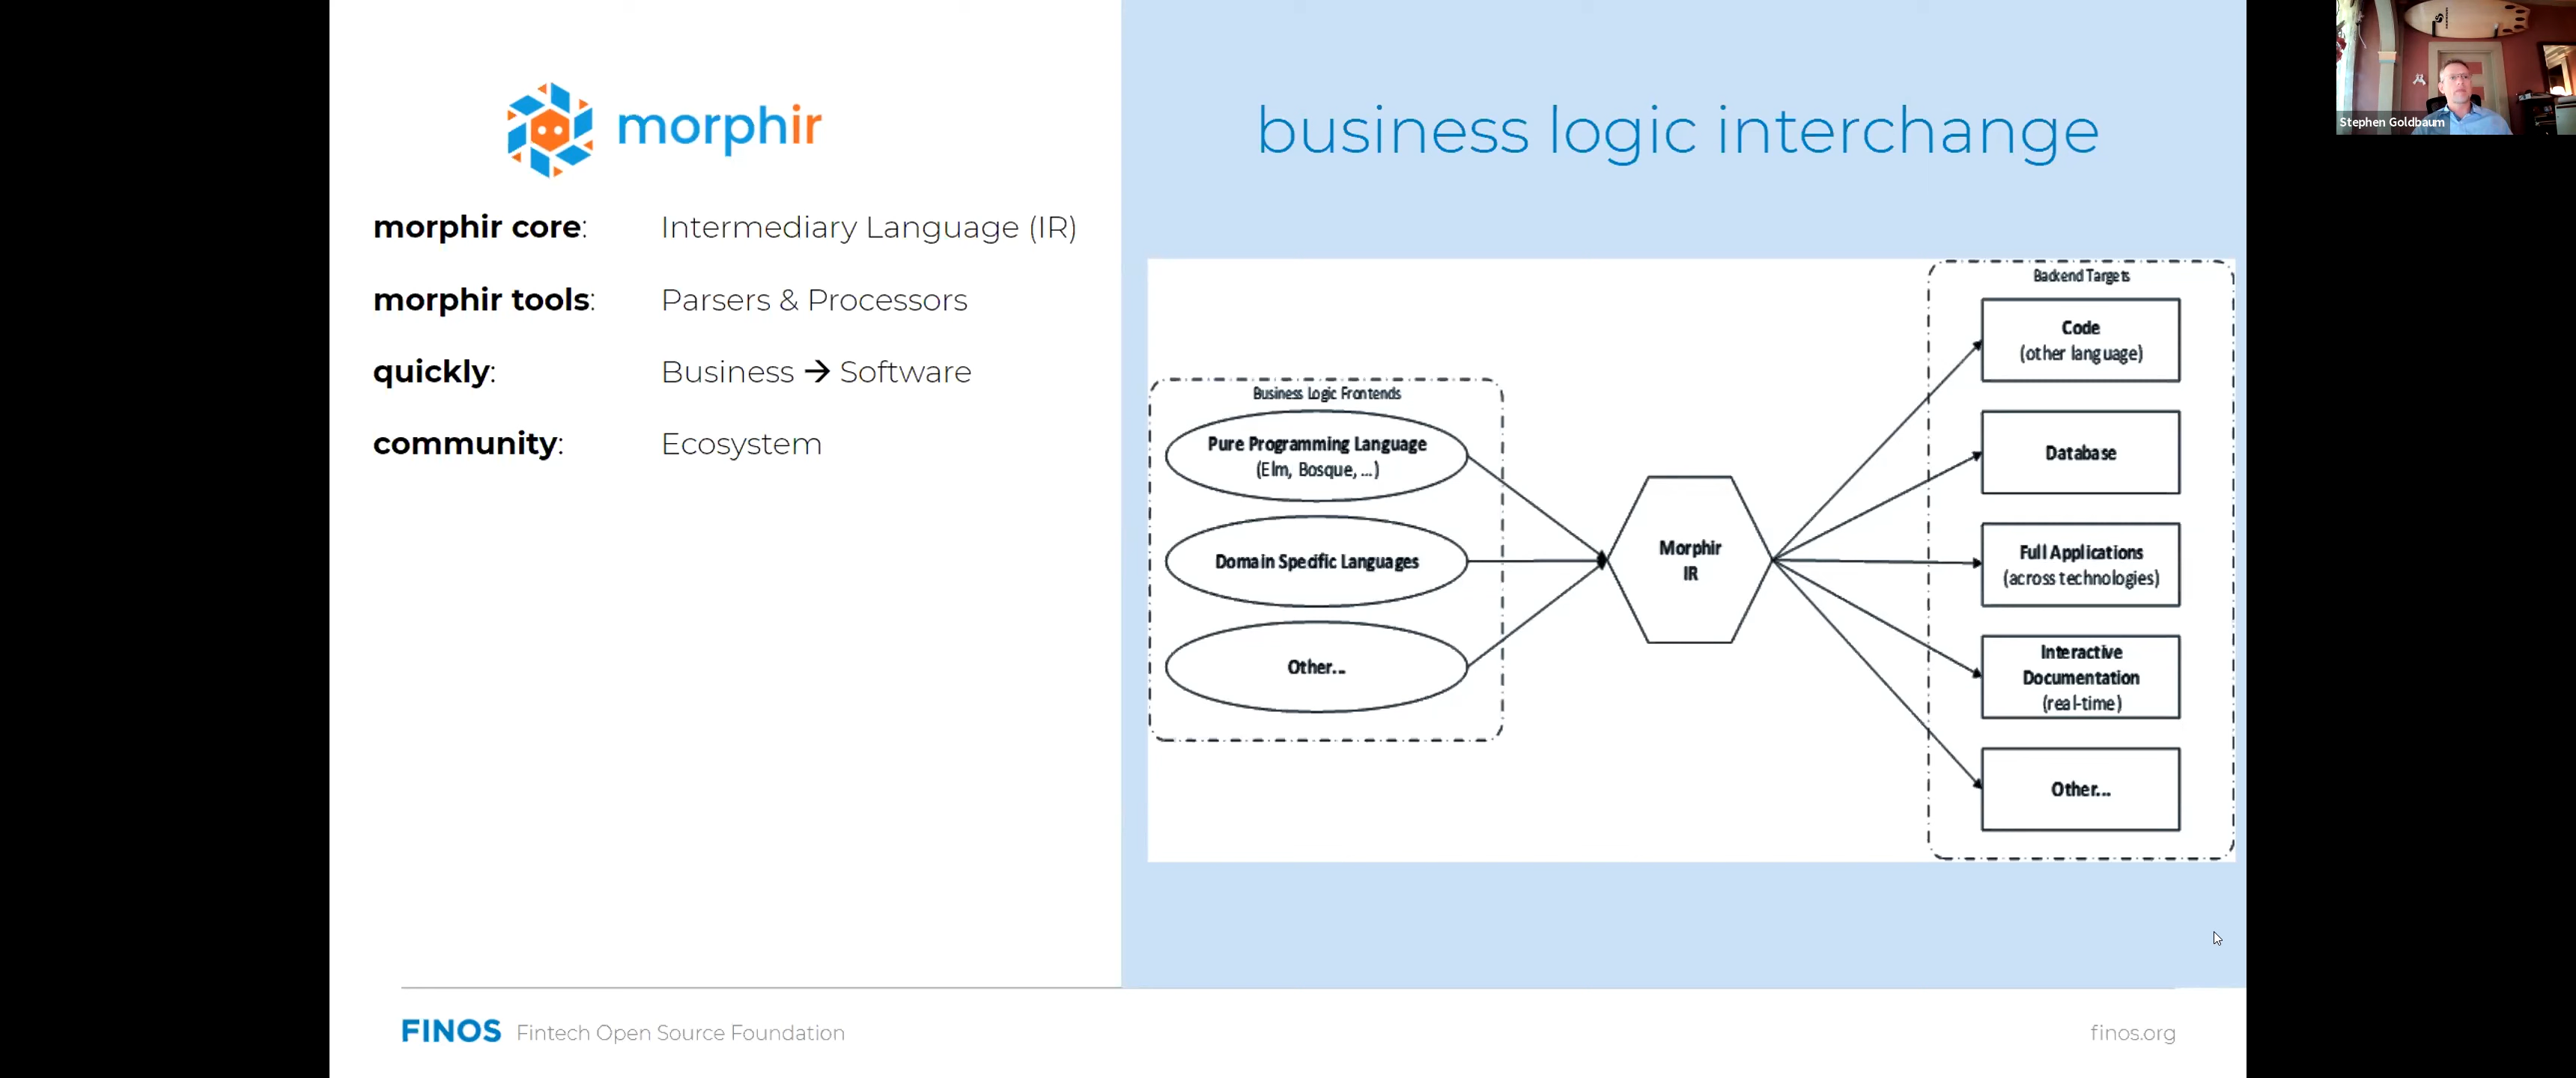 morphir
morphir core: Intermediary Language (IR)
morphir tools: Parsers & Processors
quickly: Business → Software
community: Ecosystem
business logic interchange
Business Logic Frontends
Pure Programming Language
(Elm, Bosque, ...)
Domain Specific Languages
Other...
Morphir
IR
Backend Targets
Code
(other language)
Database
Full Applications
(across technologies)
Interactive
Documentation
(real-time)
Other...
FINOS Fintech Open Source Foundation
finos.org
Stephen Goldbaum